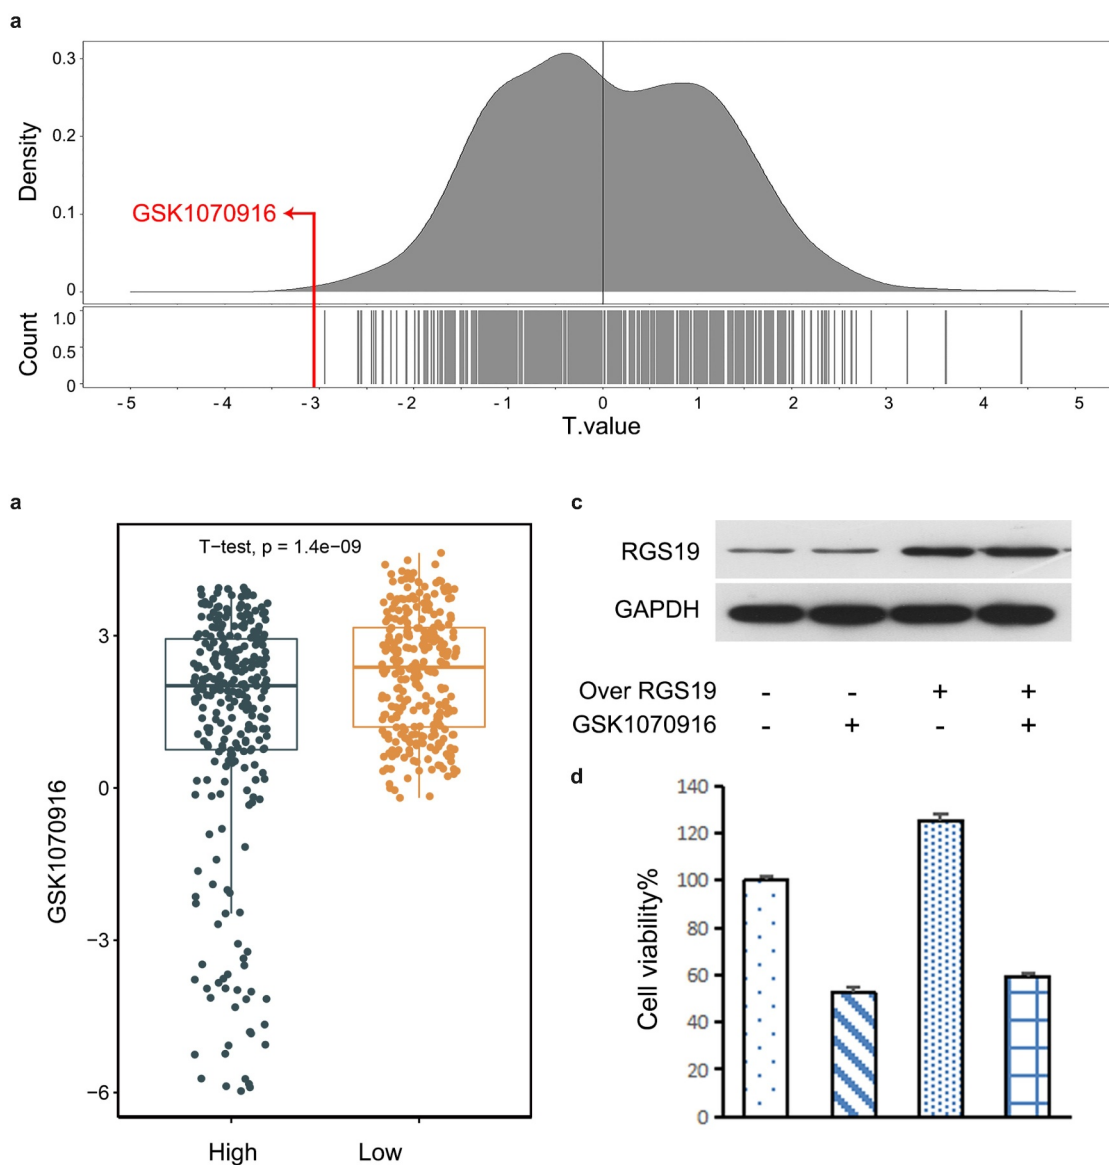 a
Density
0.3
0.2
0.1
0
GSK1070916
Count
1.0
0.5
0
-5 -4 -3 -2 -1 0 1 2 3 4 5
T.value
a
T-test, p = 1.4e-09
GSK1070916
3
0
−3
−6
High Low
c
RGS19
GAPDH
Over RGS19 - - + +
GSK1070916 - + - +
d
Cell viability%
140
120
100
80
60
40
20
0